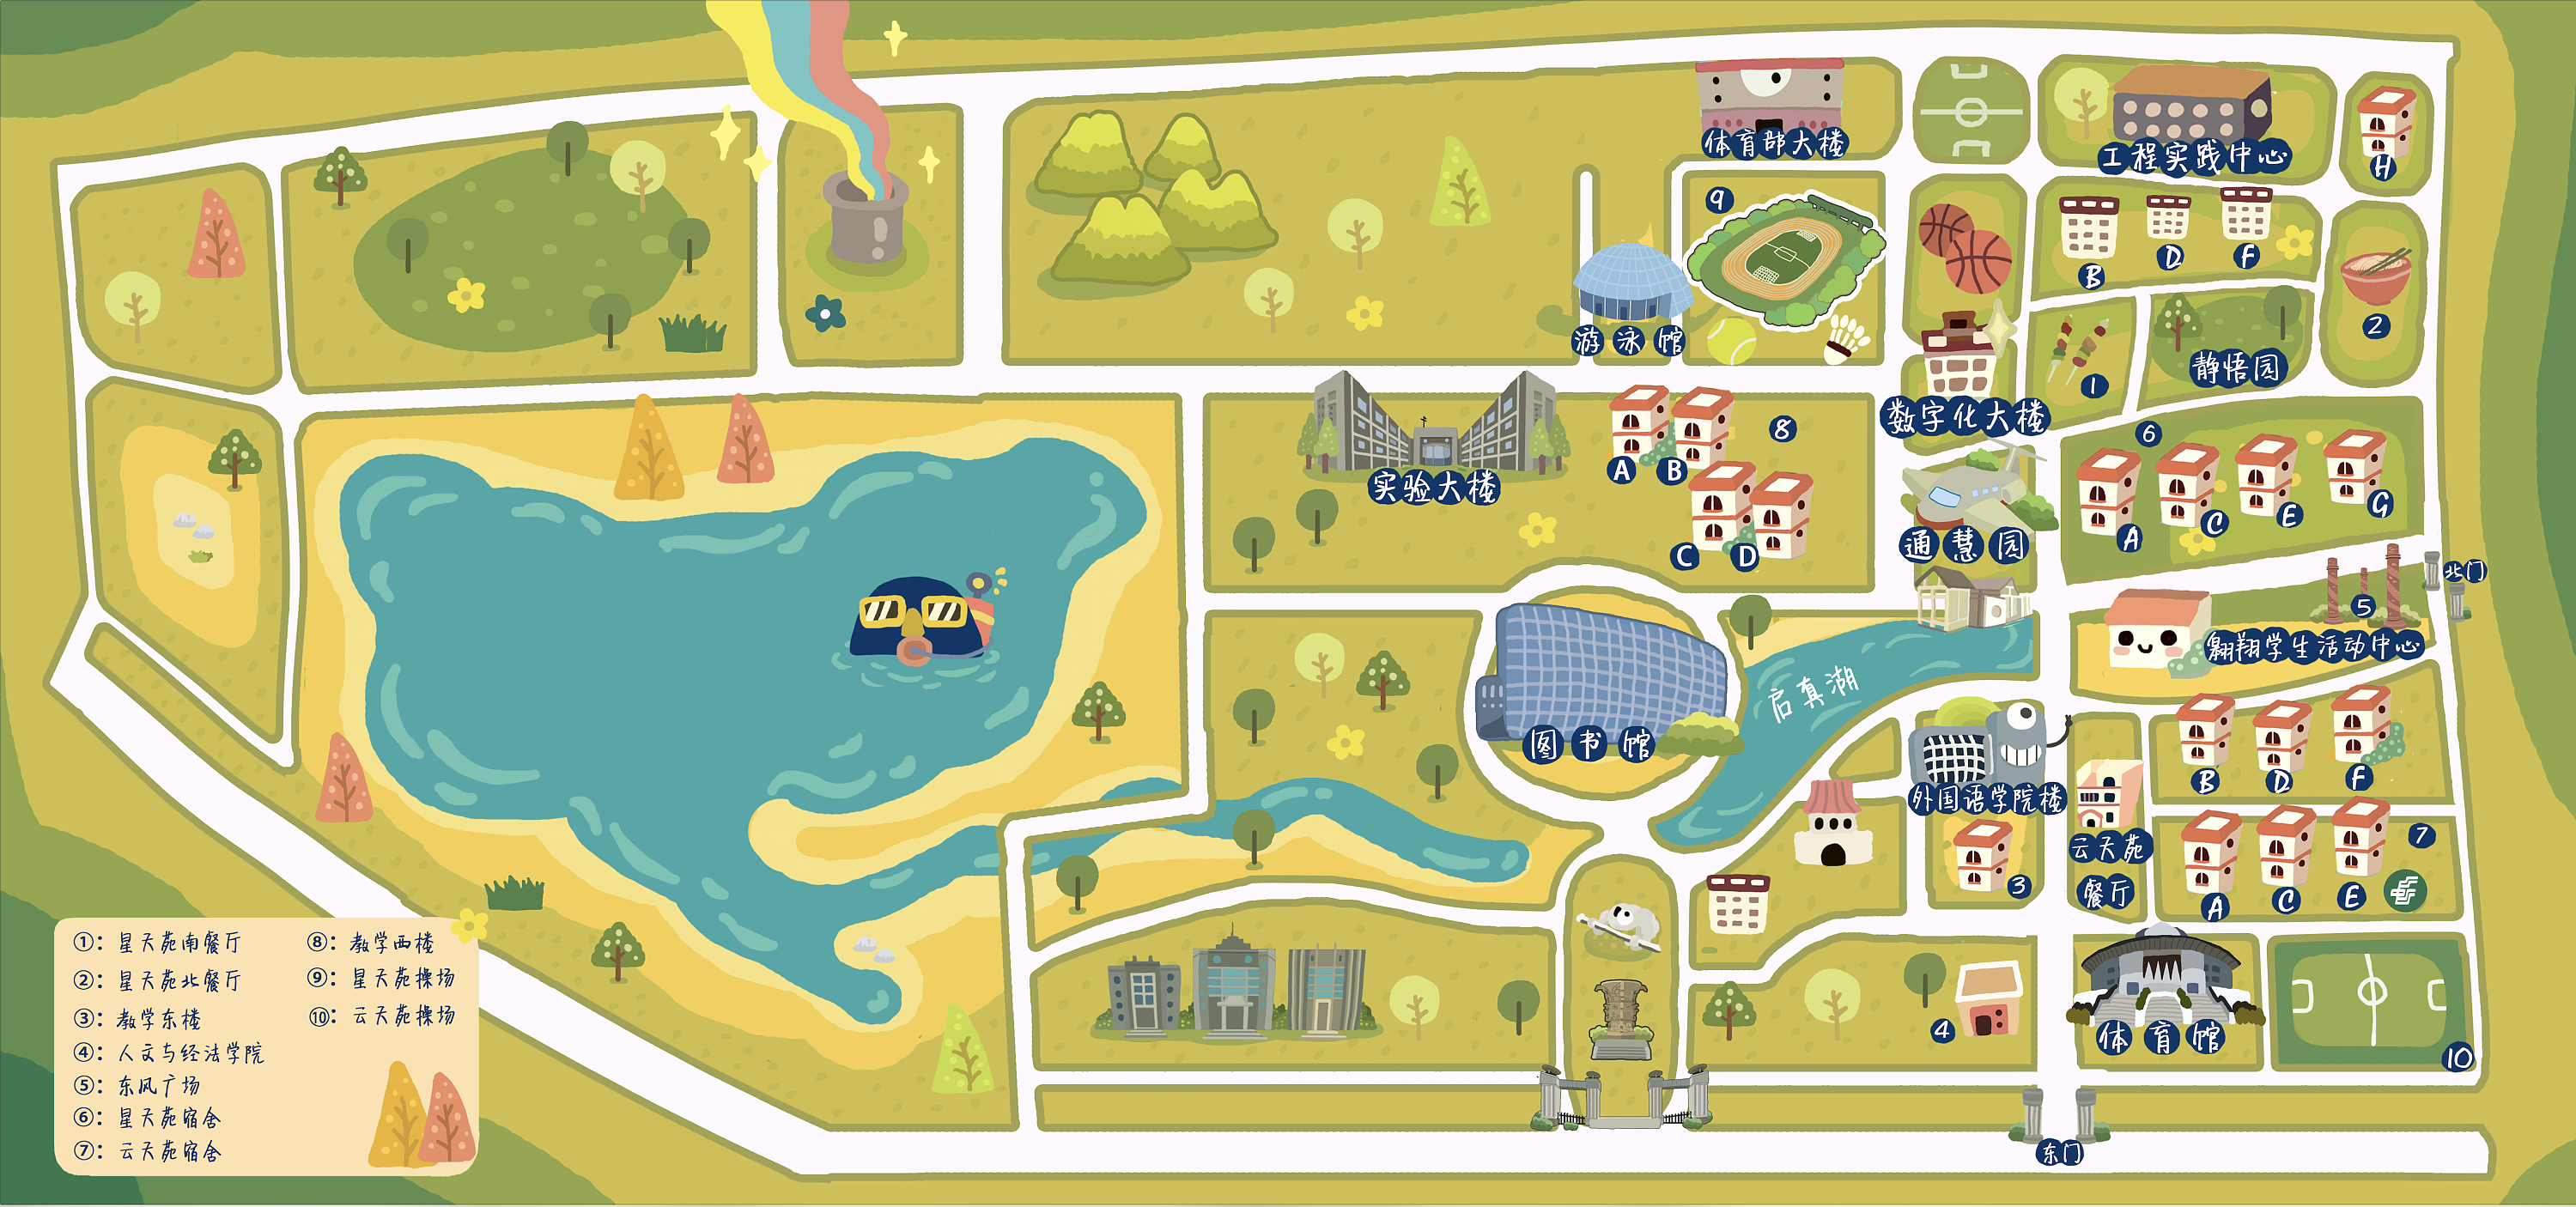 体育部大楼
工程实践中心
H
9
B
D
F
2
游泳馆
1
静悟园
数字化大楼
8
6
A
B
实验大楼
C
D
通慧园
A
C
E
G
北门
5
翱翔学生活动中心
启真湖
图书馆
B
D
F
外国语学院楼
云天苑
餐厅
3
7
A
C
E
4
体育馆
10
东门
①：星天苑南餐厅
②：星天苑北餐厅
③：教学东楼
④：人文与经法学院
⑤：东风广场
⑥：星天苑宿舍
⑦：云天苑宿舍
⑧：教学西楼
⑨：星天苑操场
⑩：云天苑操场